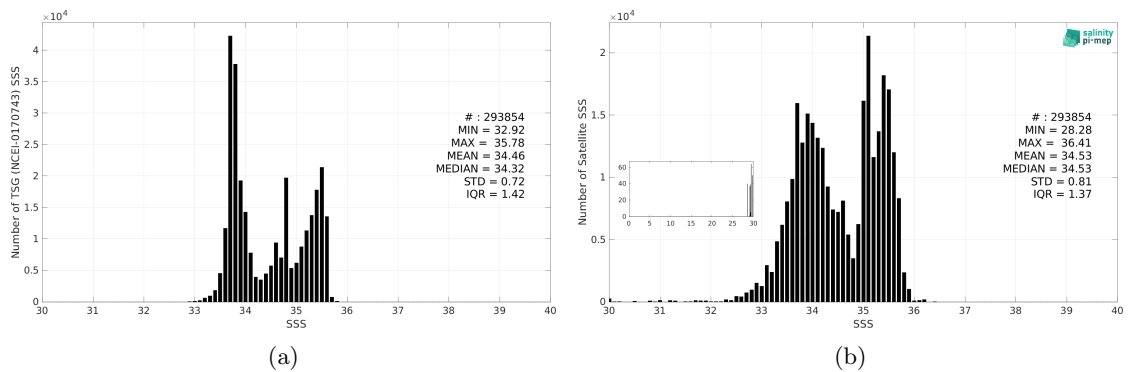 ×10⁴
4
3.5
3
2.5
2
1.5
1
0.5
0
Number of TSG (NCEI-0170743) SSS
# : 293854
MIN = 32.92
MAX = 35.78
MEAN = 34.46
MEDIAN = 34.32
STD = 0.72
IQR = 1.42
30 31 32 33 34 35 36 37 38 39 40
SSS
(a)
×10⁴
2
1.5
1
0.5
0
Number of Satellite SSS
salinity
pi-mep
# : 293854
MIN = 28.28
MAX = 36.41
MEAN = 34.53
MEDIAN = 34.53
STD = 0.81
IQR = 1.37
60
40
20
0
0 5 10 15 20 25 30
30 31 32 33 34 35 36 37 38 39 40
SSS
(b)